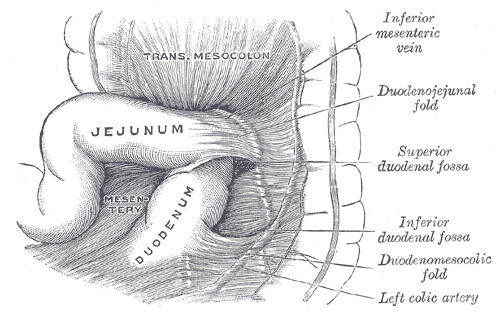 Inferior
mesenteric
vein
TRANS. MESOCOLON
Duodenojejunal
fold
JEJUNUM
Superior
duodenal fossa
MESEN-
TERY
DUODENUM
Inferior
duodenal fossa
Duodenomesocolic
fold
Left colic artery